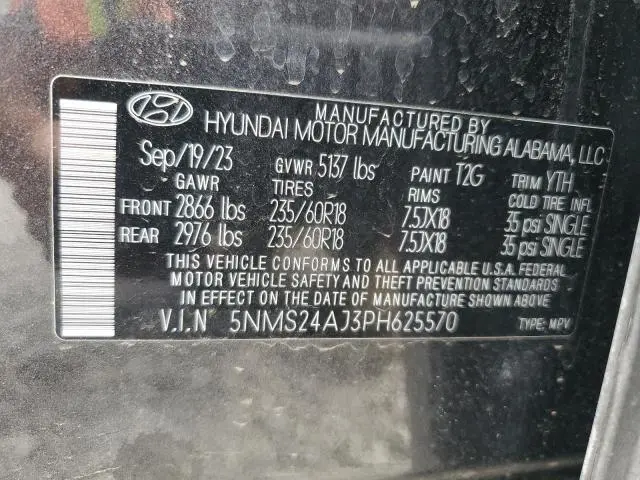 MANUFACTURED BY
HYUNDAI MOTOR MANUFACTURING ALABAMA, LLC
Sep/19/23 GVWR 5137 lbs PAINT T2G TRIM YTH
GAWR TIRES RIMS COLD TIRE INFL
FRONT 2866 lbs 235/60R18 7.5JX18 35 psi SINGLE
REAR 2976 lbs 235/60R18 7.5JX18 35 psi SINGLE
THIS VEHICLE CONFORMS TO ALL APPLICABLE U.S.A. FEDERAL
MOTOR VEHICLE SAFETY AND THEFT PREVENTION STANDARDS
IN EFFECT ON THE DATE OF MANUFACTURE SHOWN ABOVE
V.I.N 5NMS24AJ3PH625570 TYPE: MPV